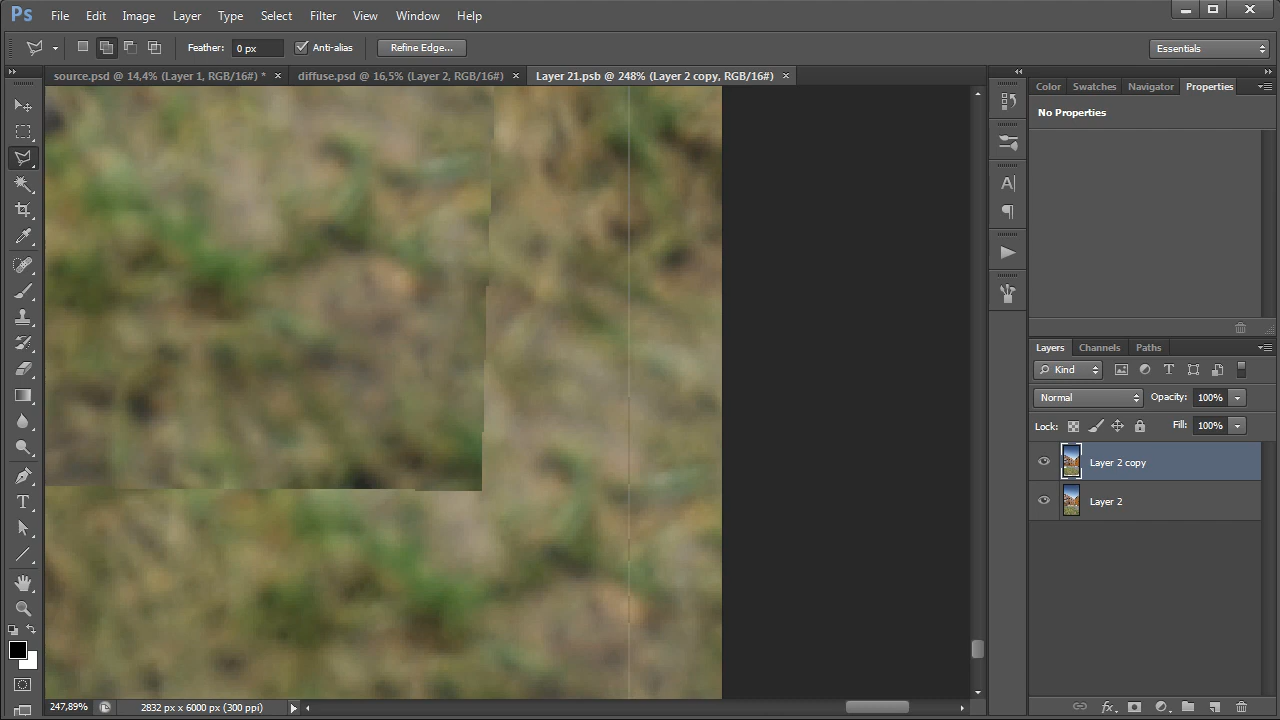 Ps File Edit Image Layer Type Select Filter View Window Help
Feather: 0 px Anti-alias Refine Edge... Essentials
source.psd @ 14,4% (Layer 1, RGB/16#) * × diffuse.psd @ 16,5% (Layer 2, RGB/16#) × Layer 21.psb @ 248% (Layer 2 copy, RGB/16#) ×
Color Swatches Navigator Properties
No Properties
Layers Channels Paths
Kind
Normal Opacity: 100%
Lock: Fill: 100%
Layer 2 copy
Layer 2
247,89% 2832 px x 6000 px (300 ppi)